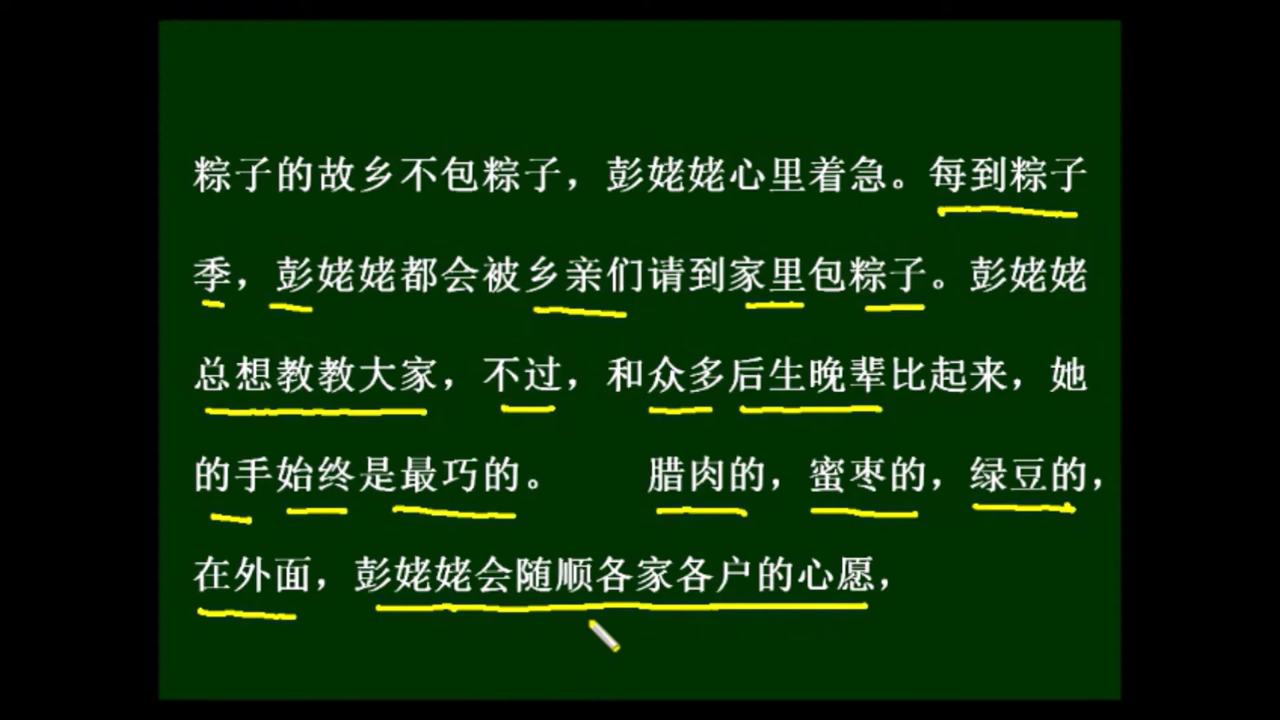 粽子的故乡不包粽子，彭姥姥心里着急。每到粽子
季，彭姥姥都会被乡亲们请到家里包粽子。彭姥姥
总想教教大家，不过，和众多后生晚辈比起来，她
的手始终是最巧的。　　腊肉的，蜜枣的，绿豆的，
在外面，彭姥姥会随顺各家各户的心愿，